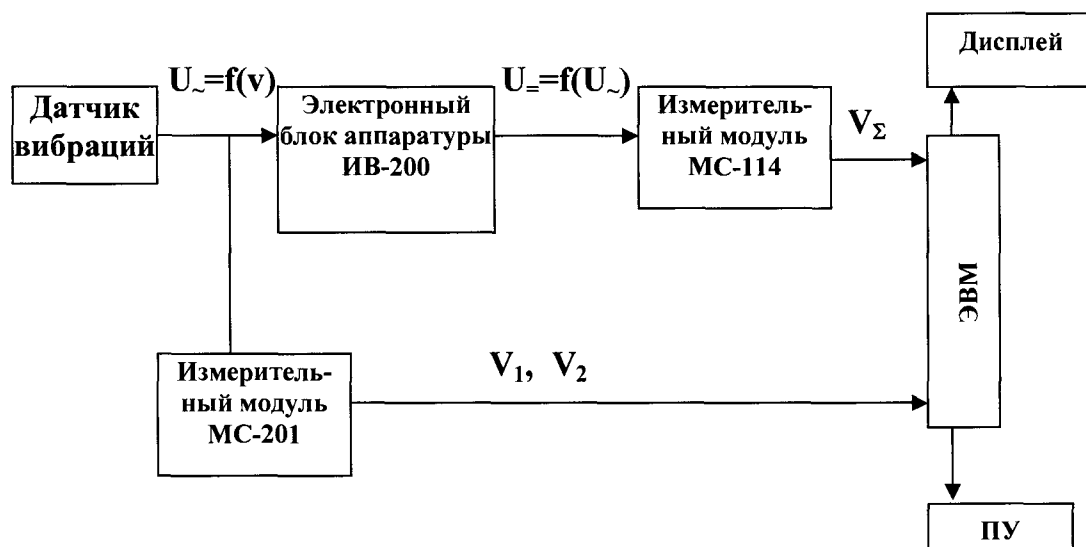 Дисплей
U~=f(v)
U₌=f(U~)
Датчик
вибраций
Электронный
блок аппаратуры
ИВ-200
Измеритель-
ный модуль
МС-114
V_Σ
ЭВМ
V₁, V₂
Измеритель-
ный модуль
МС-201
ПУ